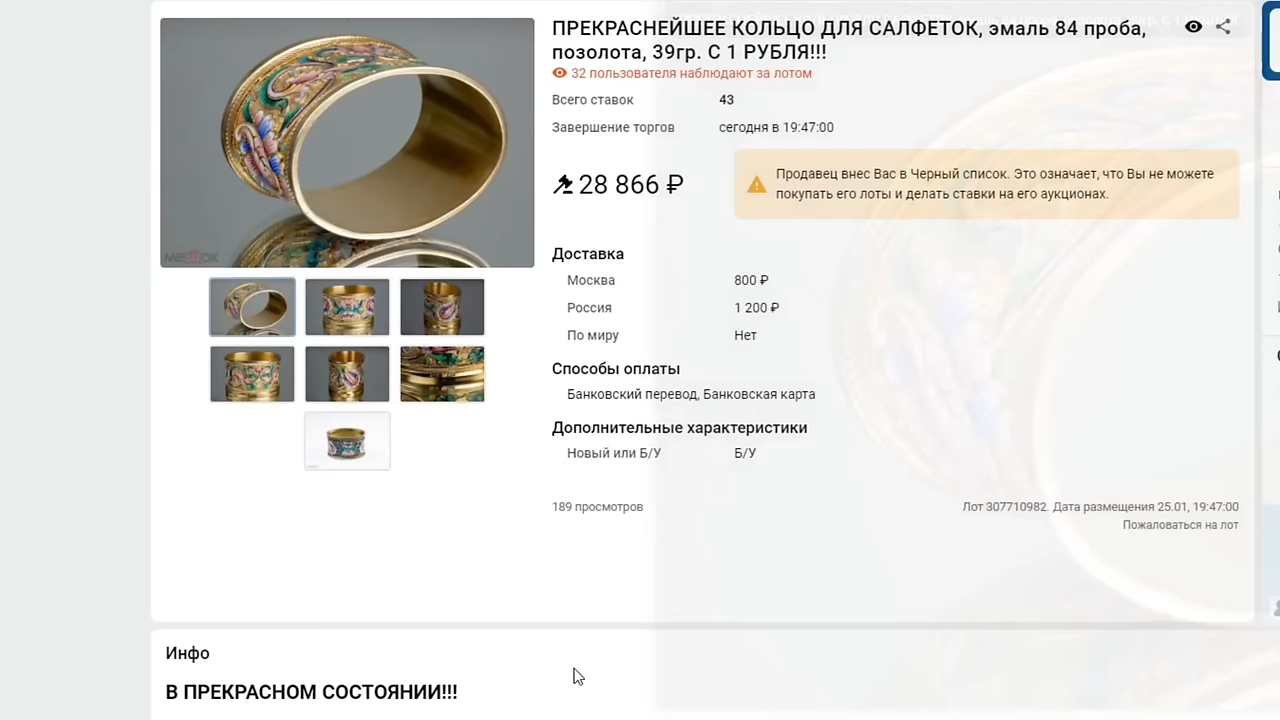 ПРЕКРАСНЕЙШЕЕ КОЛЬЦО ДЛЯ САЛФЕТОК, эмаль 84 проба,
позолота, 39гр. С 1 РУБЛЯ!!!
32 пользователя наблюдают за лотом
Всего ставок 43
Завершение торгов сегодня в 19:47:00
28 866 ₽
Продавец внес Вас в Черный список. Это означает, что Вы не можете
покупать его лоты и делать ставки на его аукционах.
Доставка
Москва 800 ₽
Россия 1 200 ₽
По миру Нет
Способы оплаты
Банковский перевод, Банковская карта
Дополнительные характеристики
Новый или Б/У Б/У
189 просмотров
Лот 307710982. Дата размещения 25.01, 19:47:00
Пожаловаться на лот
МЕШОК
Инфо
В ПРЕКРАСНОМ СОСТОЯНИИ!!!